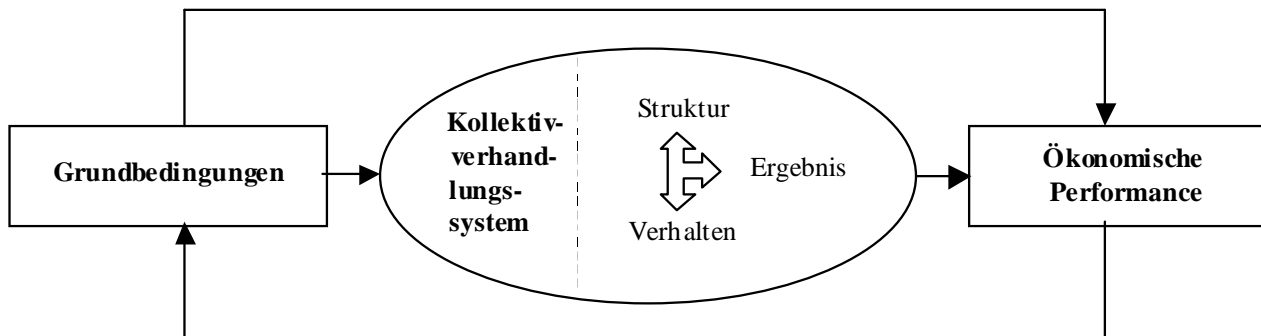 Grundbedingungen
Kollektiv-
verhand-
lungs-
system
Struktur
Ergebnis
Verhalten
Ökonomische
Performance